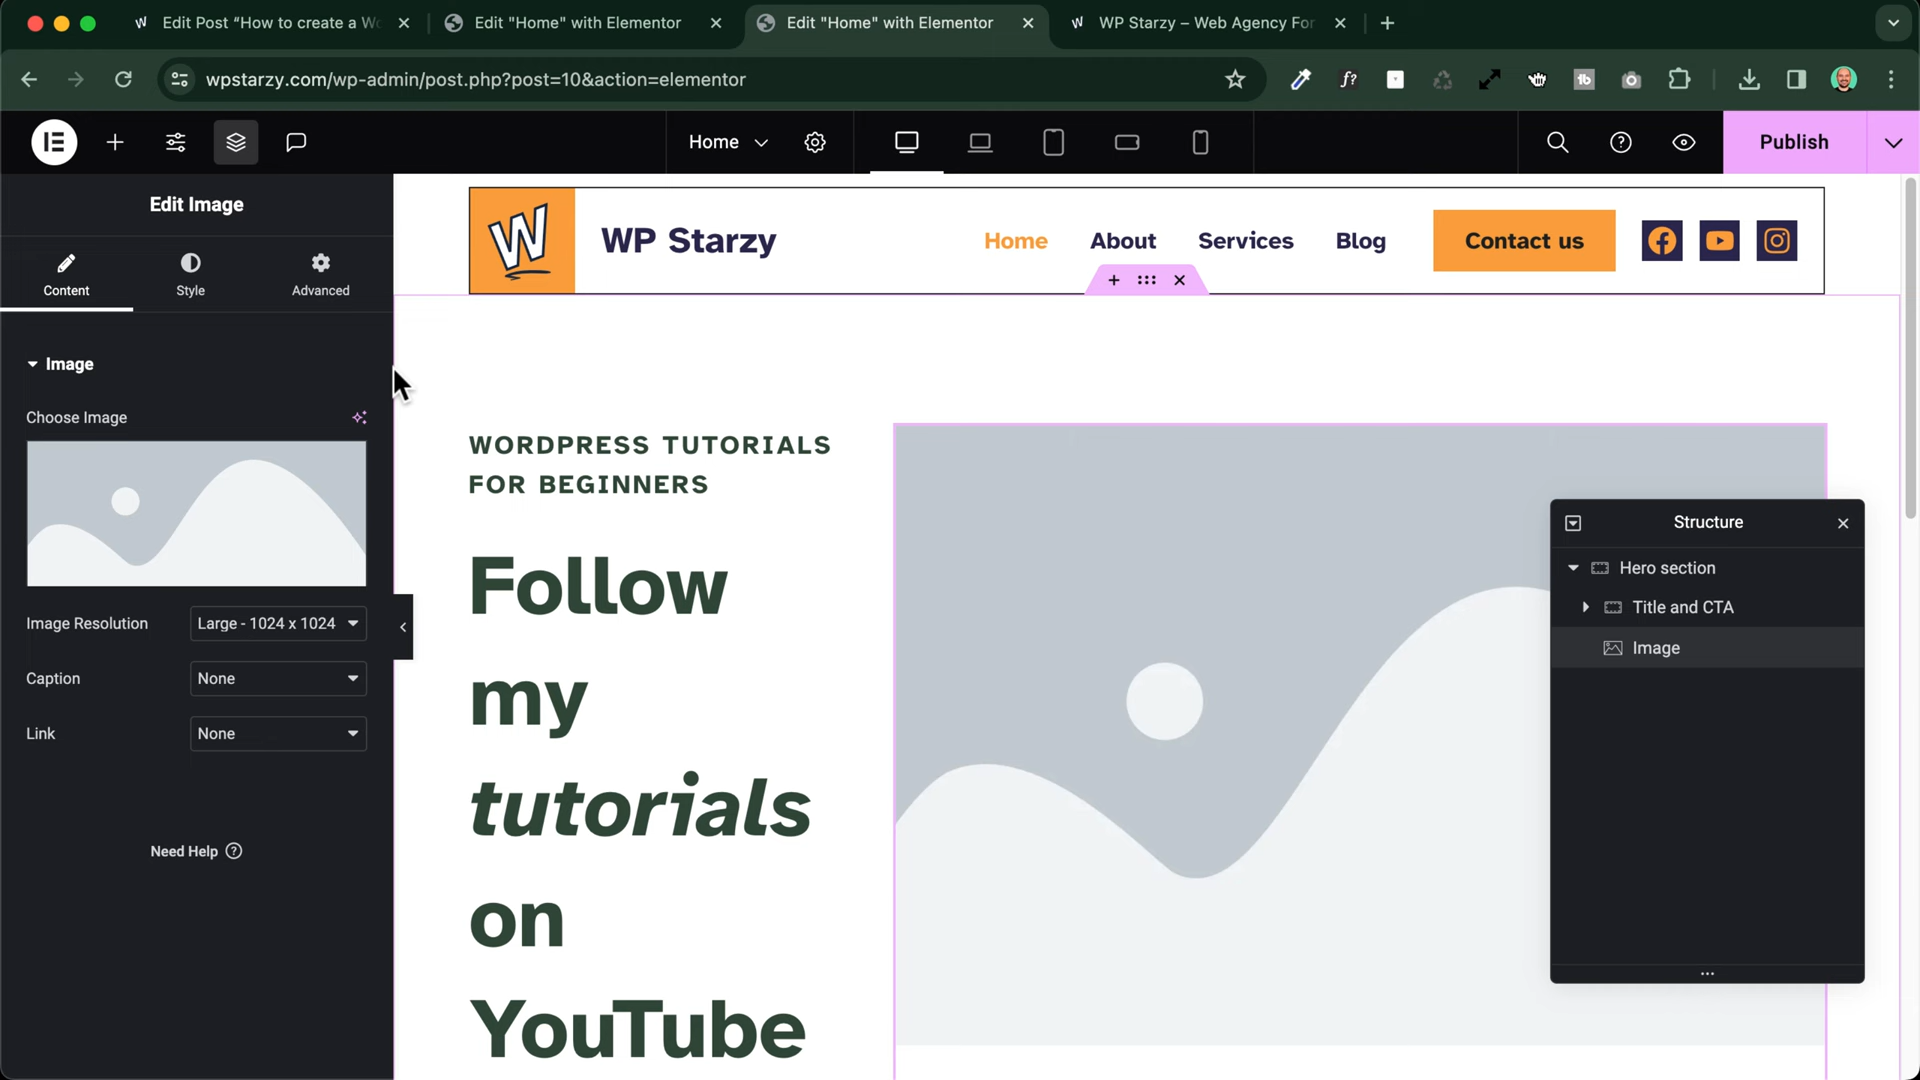 Edit Post “How to create a Wo
Edit "Home" with Elementor
Edit "Home" with Elementor
WP Starzy – Web Agency For
wpstarzy.com/wp-admin/post.php?post=10&action=elementor
f?
tb
Home
Publish
Edit Image
Content
Style
Advanced
Image
Choose Image
Image Resolution
Large - 1024 x 1024
Caption
None
Link
None
Need Help
W
WP Starzy
Home
About
Services
Blog
Contact us
WORDPRESS TUTORIALS
FOR BEGINNERS
Follow
my
tutorials
on
YouTube
Structure
Hero section
Title and CTA
Image